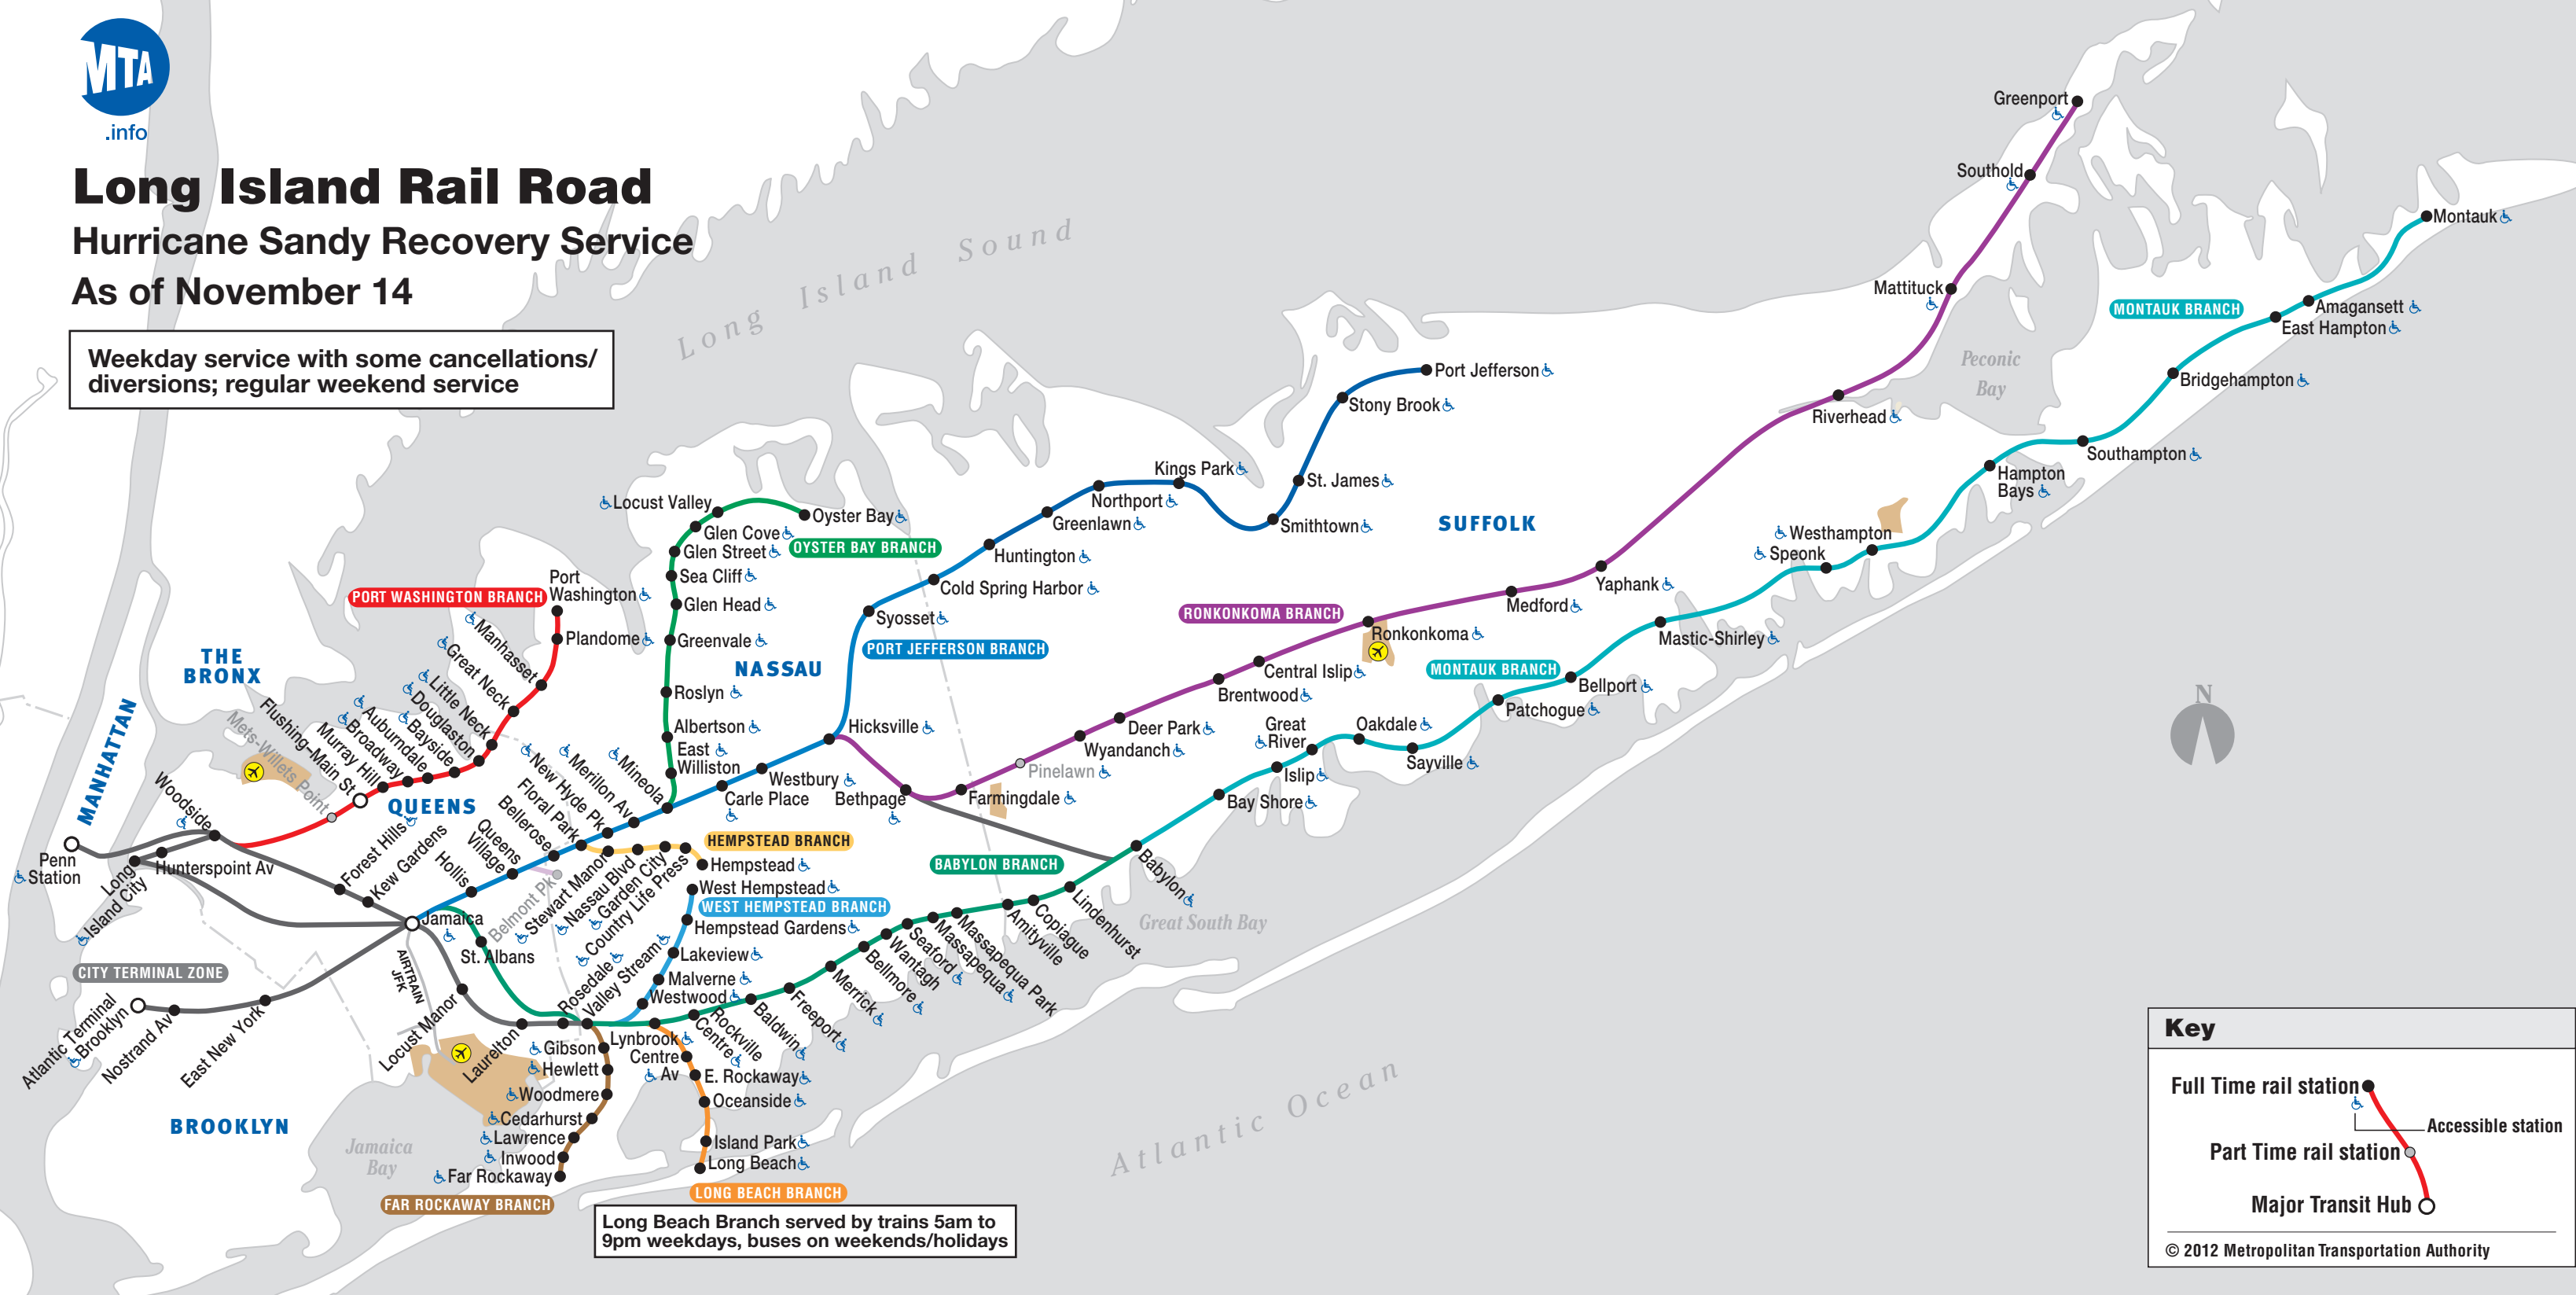 MTA
.info
Long Island Rail Road
Hurricane Sandy Recovery Service
As of November 14
Weekday service with some cancellations/
diversions; regular weekend service
Long Island Sound
Greenport
Southold
Mattituck
Riverhead
Peconic
Bay
Montauk
MONTAUK BRANCH
Amagansett
East Hampton
Bridgehampton
Southampton
Hampton
Bays
Westhampton
Speonk
Mastic-Shirley
Bellport
Patchogue
MONTAUK BRANCH
Sayville
Oakdale
Great
River
Islip
Bay Shore
Babylon
Great South Bay
SUFFOLK
Port Jefferson
Stony Brook
St. James
Smithtown
Kings Park
Northport
Greenlawn
Huntington
Cold Spring Harbor
Syosset
PORT JEFFERSON BRANCH
Hicksville
Yaphank
Medford
RONKONKOMA BRANCH
Ronkonkoma
Central Islip
Brentwood
Deer Park
Wyandanch
Pinelawn
Farmingdale
Bethpage
Locust Valley
Oyster Bay
Glen Cove
OYSTER BAY BRANCH
Glen Street
Sea Cliff
Glen Head
Greenvale
NASSAU
Roslyn
Albertson
East
Williston
Westbury
Carle Place
Mineola
Merillon Av
New Hyde Pk
Floral Park
Bellerose
Queens
Village
Hollis
PORT WASHINGTON BRANCH
Port
Washington
Plandome
Manhasset
Great Neck
Little Neck
Douglaston
Bayside
Auburndale
Broadway
Murray Hill
Flushing–Main St
Mets-Willets Point
THE
BRONX
MANHATTAN
QUEENS
Woodside
Penn
Station
Hunterspoint Av
Long
Island City
Forest Hills
Kew Gardens
Jamaica
AIRTRAIN
JFK
CITY TERMINAL ZONE
Atlantic Terminal
Brooklyn
Nostrand Av
East New York
BROOKLYN
Jamaica
Bay
HEMPSTEAD BRANCH
Hempstead
Country Life Press
Garden City
Nassau Blvd
Stewart Manor
Belmont Pk
St. Albans
Locust Manor
Laurelton
Rosedale
Valley Stream
West Hempstead
WEST HEMPSTEAD BRANCH
Hempstead Gardens
Lakeview
Malverne
Westwood
BABYLON BRANCH
Lindenhurst
Copiague
Amityville
Massapequa Park
Massapequa
Seaford
Wantagh
Bellmore
Merrick
Freeport
Baldwin
Rockville
Centre
Lynbrook
Centre
Av
E. Rockaway
Oceanside
Island Park
Long Beach
LONG BEACH BRANCH
Long Beach Branch served by trains 5am to
9pm weekdays, buses on weekends/holidays
Gibson
Hewlett
Woodmere
Cedarhurst
Lawrence
Inwood
Far Rockaway
FAR ROCKAWAY BRANCH
Atlantic Ocean
N
Key
Full Time rail station
Accessible station
Part Time rail station
Major Transit Hub
© 2012 Metropolitan Transportation Authority